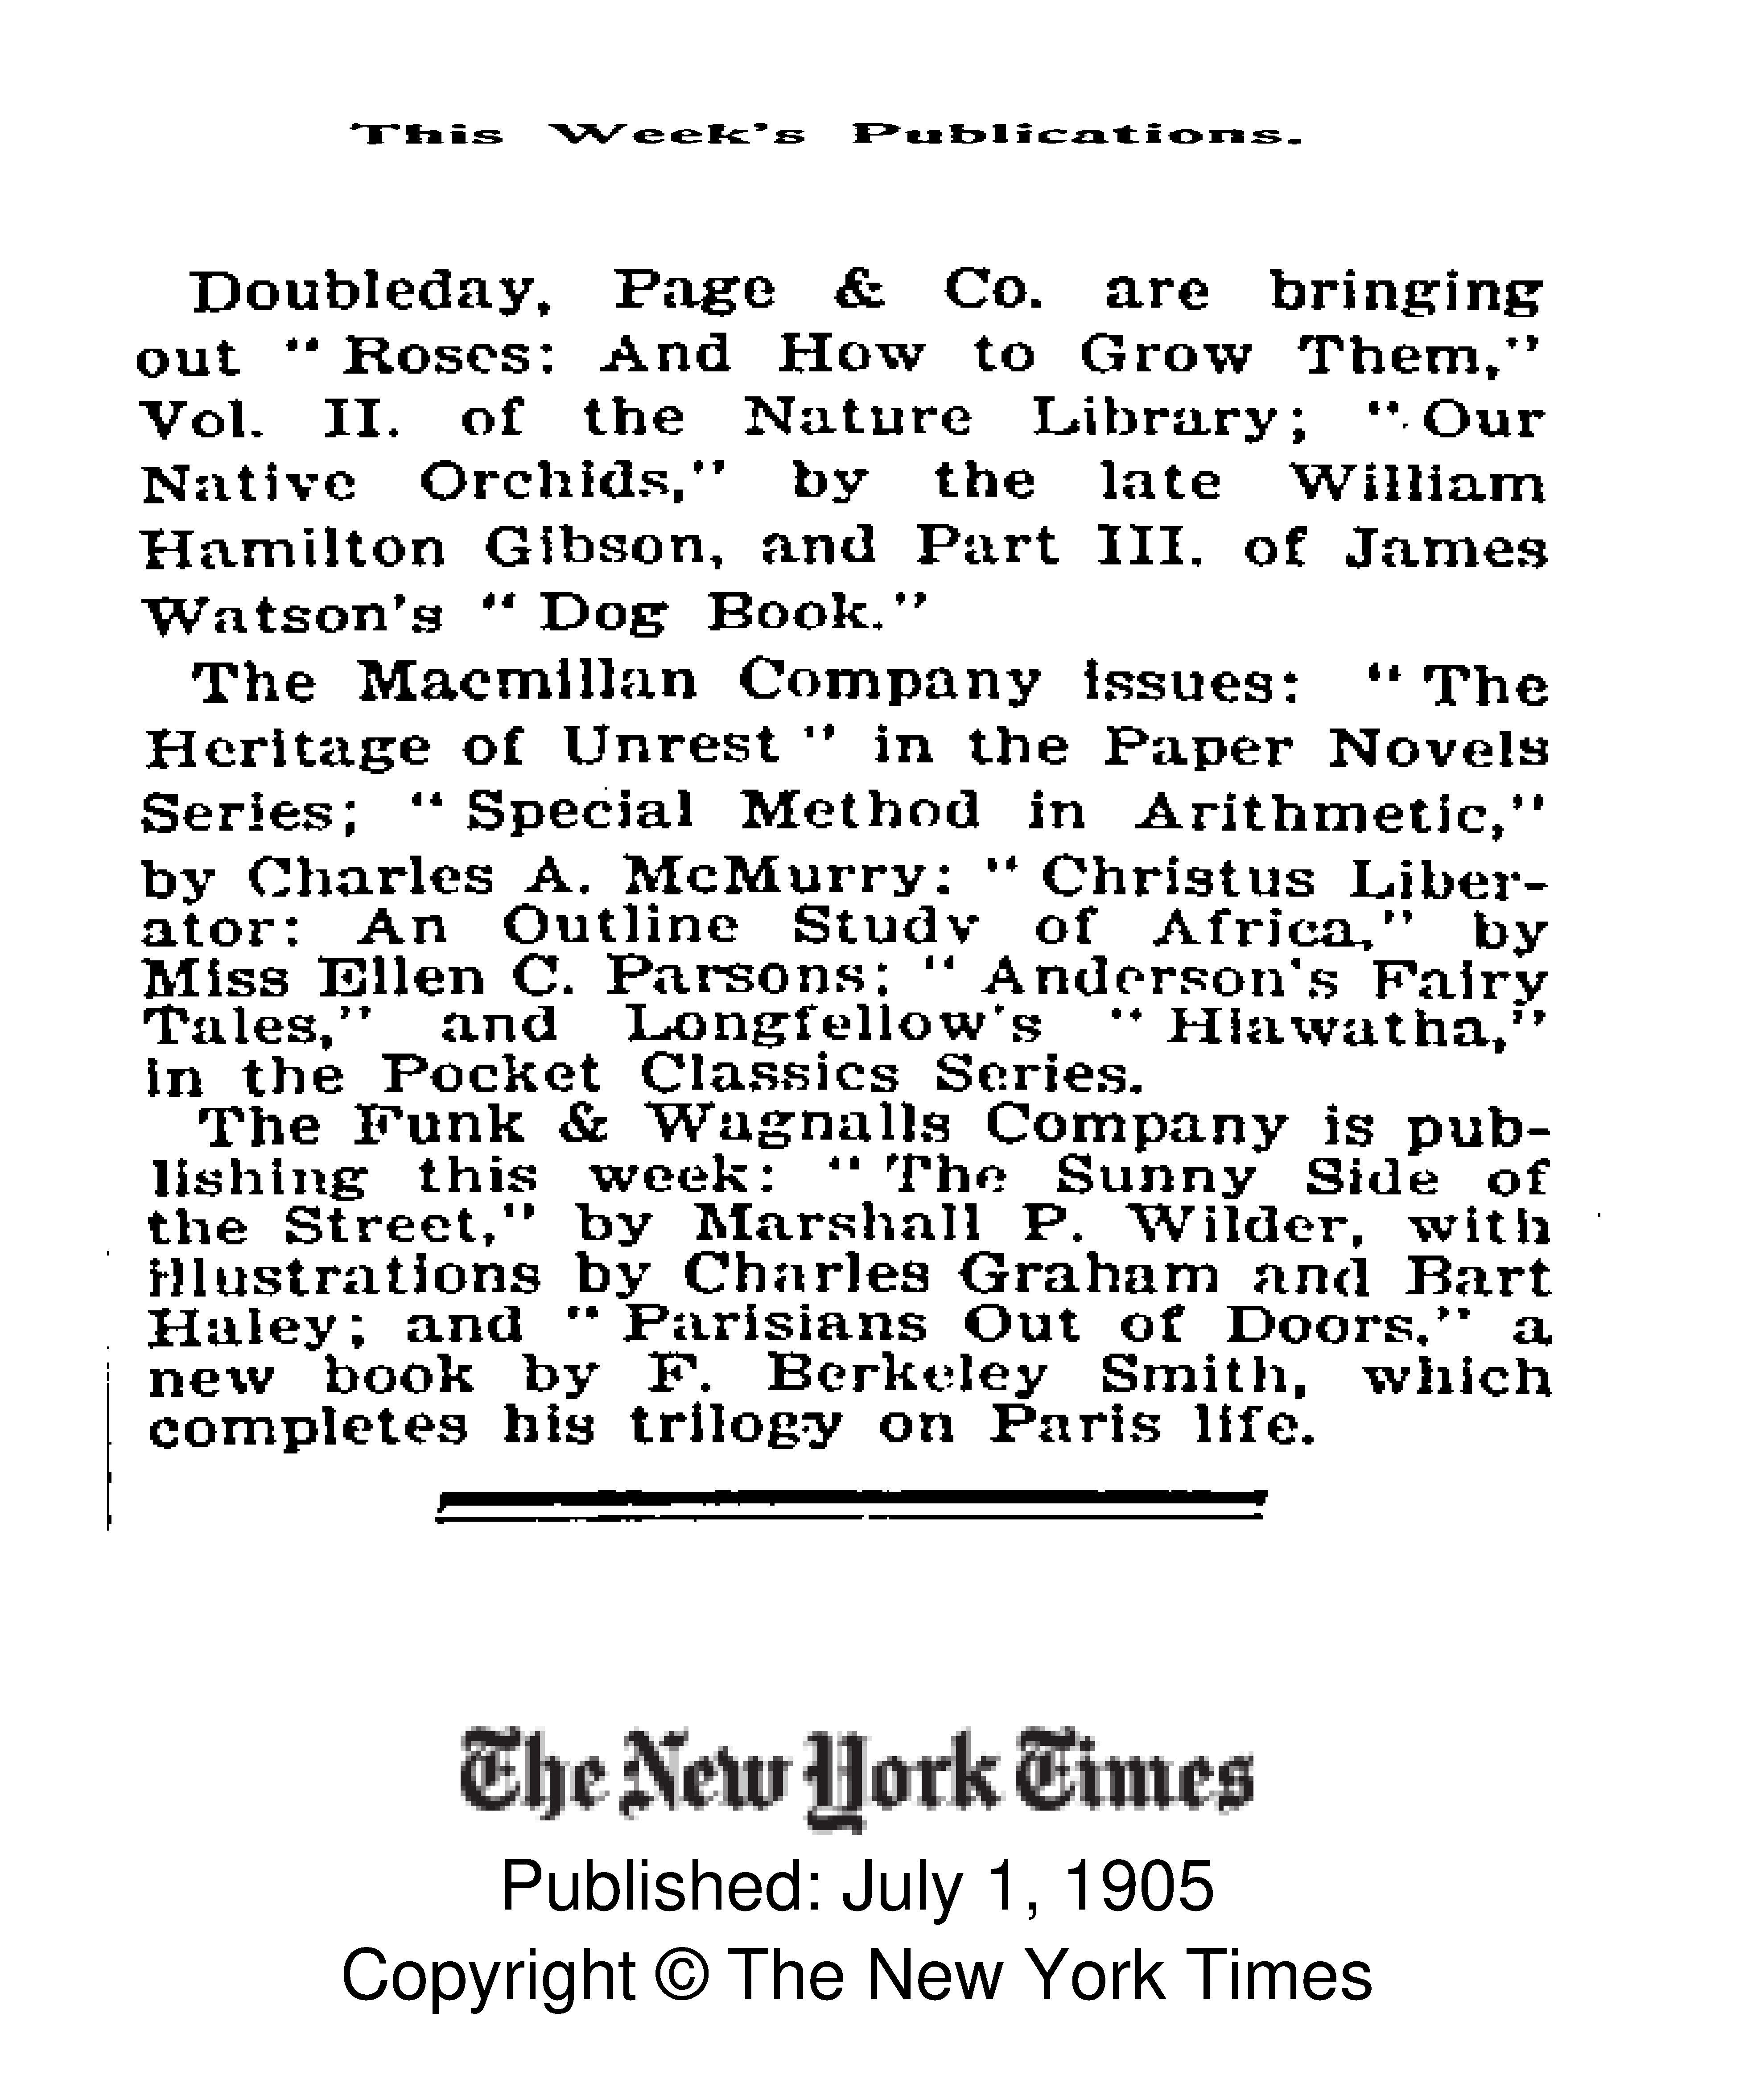 This Week's Publications.
Doubleday, Page & Co. are bringing
out " Roses: And How to Grow Them,"
Vol. II. of the Nature Library; " Our
Native Orchids," by the late William
Hamilton Gibson, and Part III. of James
Watson's " Dog Book."
The Macmillan Company issues: " The
Heritage of Unrest " in the Paper Novels
Series; " Special Method in Arithmetic,"
by Charles A. McMurry; " Christus Liber-
ator: An Outline Study of Africa," by
Miss Ellen C. Parsons; " Anderson's Fairy
Tales," and Longfellow's " Hiawatha,"
in the Pocket Classics Series.
The Funk & Wagnalls Company is pub-
lishing this week: " The Sunny Side of
the Street," by Marshall P. Wilder, with
illustrations by Charles Graham and Bart
Haley; and " Parisians Out of Doors," a
new book by F. Berkeley Smith, which
completes his trilogy on Paris life.
The New York Times
Published: July 1, 1905
Copyright © The New York Times